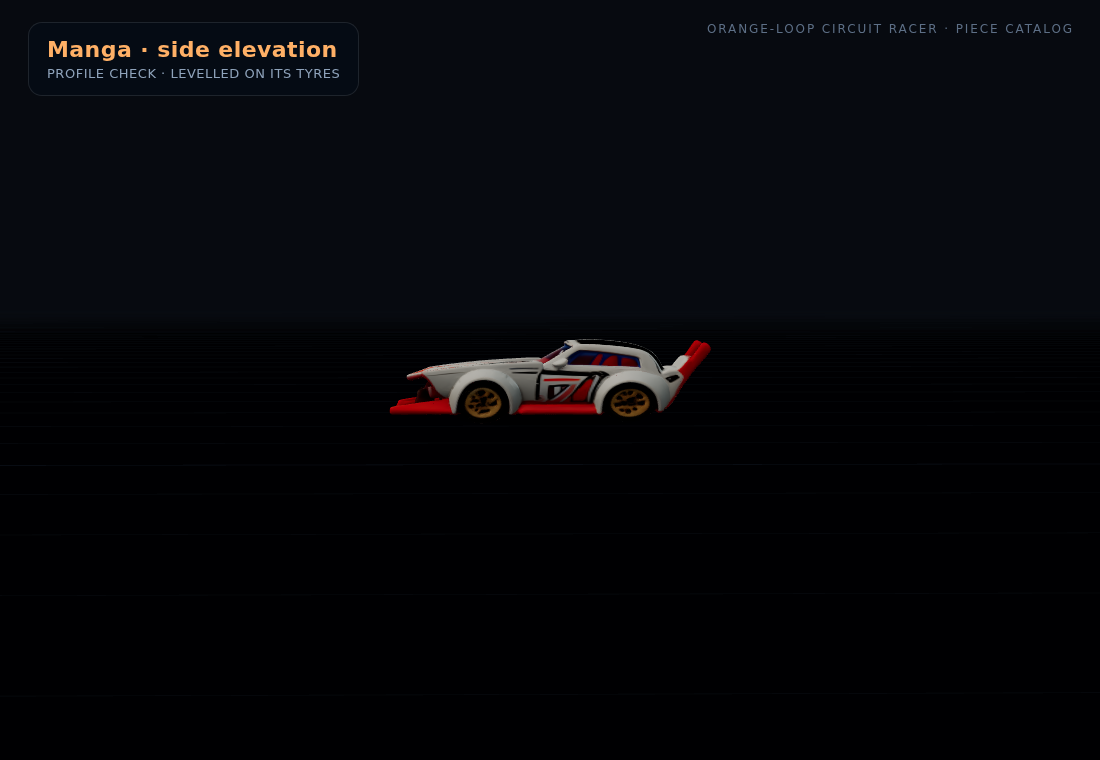 Manga · side elevation
PROFILE CHECK · LEVELLED ON ITS TYRES
ORANGE-LOOP CIRCUIT RACER · PIECE CATALOG